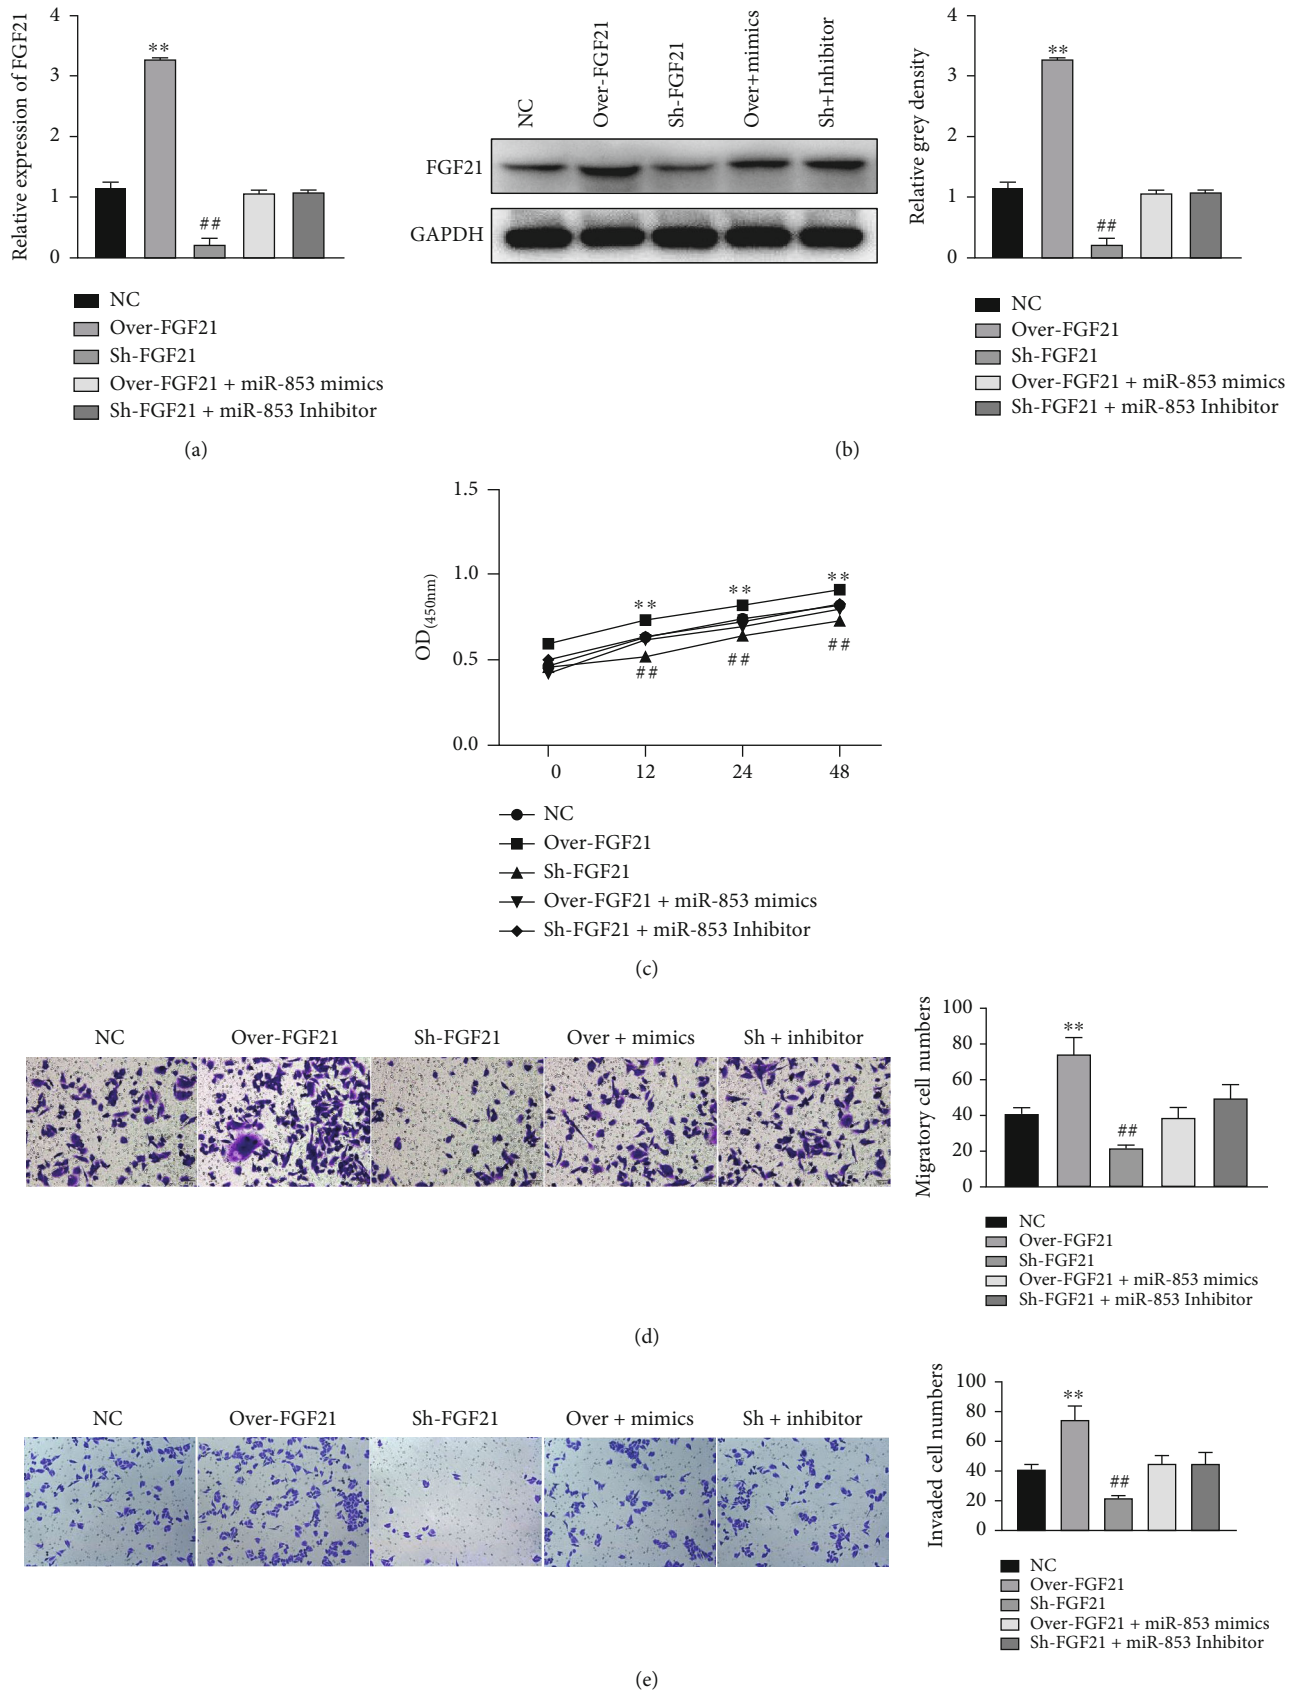 Relative expression of FGF21
4
3
2
1
0
**
##
NC
Over-FGF21
Sh-FGF21
Over-FGF21 + miR-853 mimics
Sh-FGF21 + miR-853 Inhibitor
(a)
NC
Over-FGF21
Sh-FGF21
Over+mimics
Sh+Inhibitor
FGF21
GAPDH
Relative grey density
4
3
2
1
0
**
##
NC
Over-FGF21
Sh-FGF21
Over-FGF21 + miR-853 mimics
Sh-FGF21 + miR-853 Inhibitor
(b)
OD(450nm)
1.5
1.0
0.5
0.0
** ** **
## ## ##
0 12 24 48
NC
Over-FGF21
Sh-FGF21
Over-FGF21 + miR-853 mimics
Sh-FGF21 + miR-853 Inhibitor
(c)
NC Over-FGF21 Sh-FGF21 Over + mimics Sh + inhibitor
Migratory cell numbers
100
80
60
40
20
0
**
##
NC
Over-FGF21
Sh-FGF21
Over-FGF21 + miR-853 mimics
Sh-FGF21 + miR-853 Inhibitor
(d)
NC Over-FGF21 Sh-FGF21 Over + mimics Sh + inhibitor
Invaded cell numbers
100
80
60
40
20
0
**
##
NC
Over-FGF21
Sh-FGF21
Over-FGF21 + miR-853 mimics
Sh-FGF21 + miR-853 Inhibitor
(e)